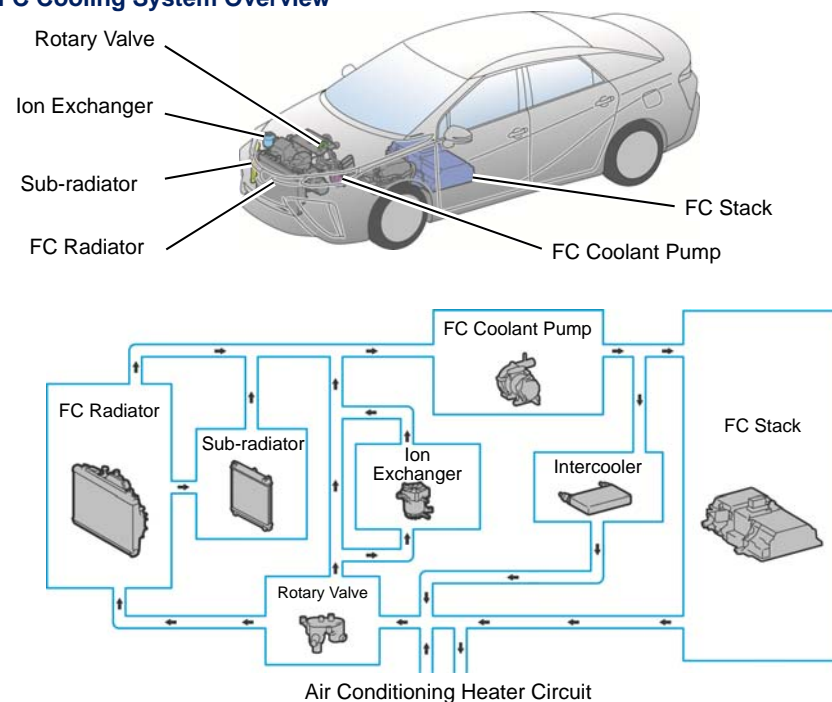 FC Cooling System Overview
Rotary Valve
Ion Exchanger
Sub-radiator
FC Radiator
FC Stack
FC Coolant Pump
FC Coolant Pump
FC Radiator
Sub-radiator
Ion
Exchanger
Intercooler
FC Stack
Rotary Valve
Air Conditioning Heater Circuit